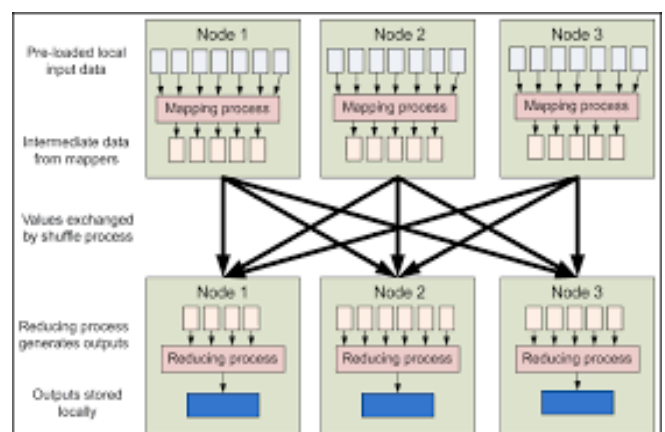 Node 1
Node 2
Node 3
Pre-loaded local
input data
Mapping process
Mapping process
Mapping process
Intermediate data
from mappers
Values exchanged
by shuffle process
Node 1
Node 2
Node 3
Reducing process
generates outputs
Reducing process
Reducing process
Reducing process
Outputs stored
locally